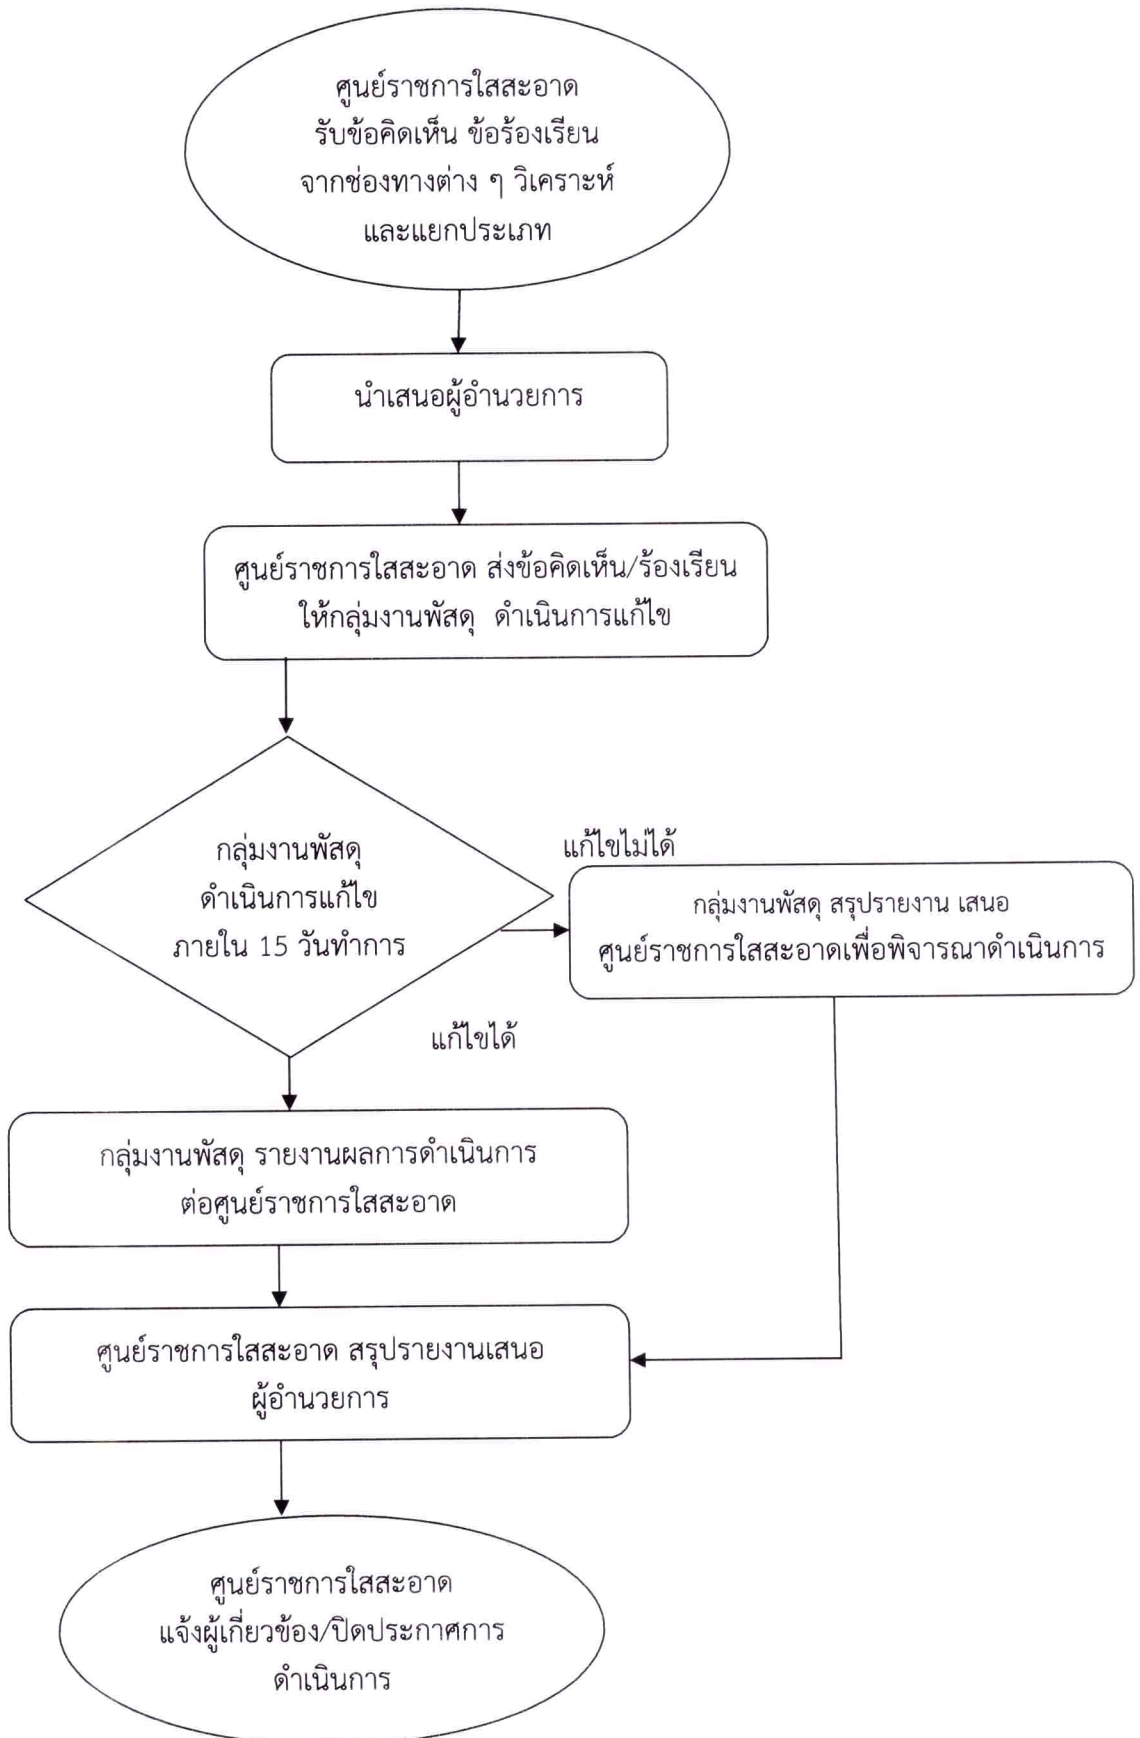 ศูนย์ราชการใสสะอาด
รับข้อคิดเห็น ข้อร้องเรียน
จากช่องทางต่าง ๆ วิเคราะห์
และแยกประเภท
นำเสนอผู้อำนวยการ
ศูนย์ราชการใสสะอาด ส่งข้อคิดเห็น/ร้องเรียน
ให้กลุ่มงานพัสดุ ดำเนินการแก้ไข
กลุ่มงานพัสดุ
ดำเนินการแก้ไข
ภายใน 15 วันทำการ
แก้ไขไม่ได้
กลุ่มงานพัสดุ สรุปรายงาน เสนอ
ศูนย์ราชการใสสะอาดเพื่อพิจารณาดำเนินการ
แก้ไขได้
กลุ่มงานพัสดุ รายงานผลการดำเนินการ
ต่อศูนย์ราชการใสสะอาด
ศูนย์ราชการใสสะอาด สรุปรายงานเสนอ
ผู้อำนวยการ
ศูนย์ราชการใสสะอาด
แจ้งผู้เกี่ยวข้อง/ปิดประกาศการ
ดำเนินการ